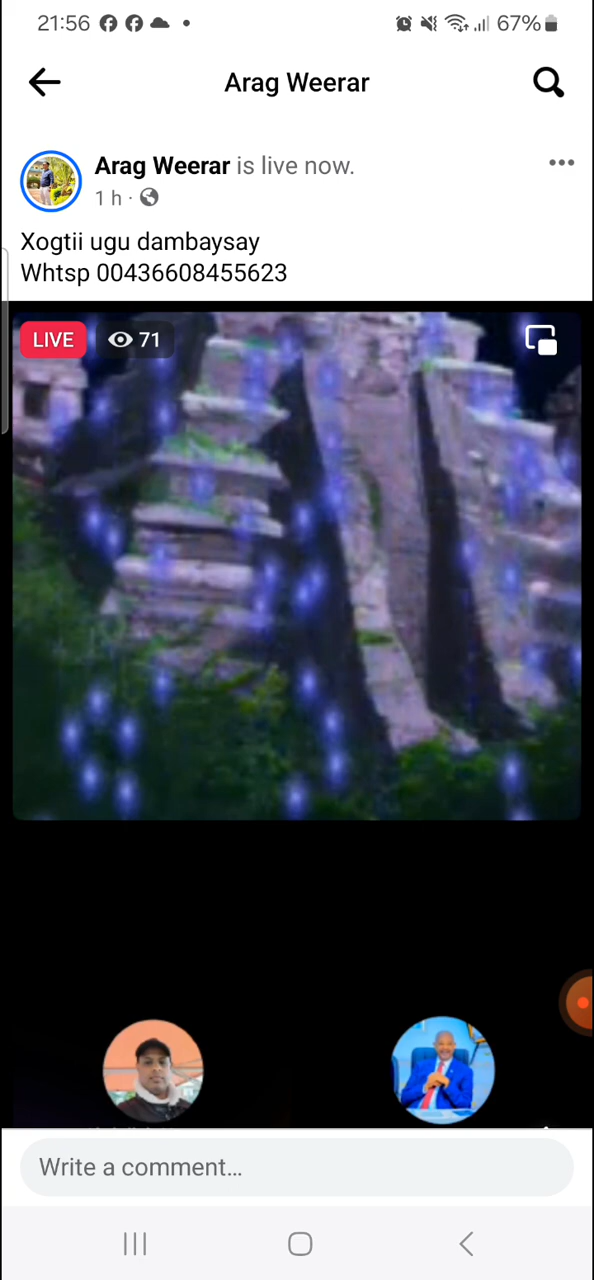 21:56
67%
Arag Weerar
Arag Weerar is live now.
1 h ·
Xogtii ugu dambaysay
Whtsp 00436608455623
LIVE 71
Write a comment...